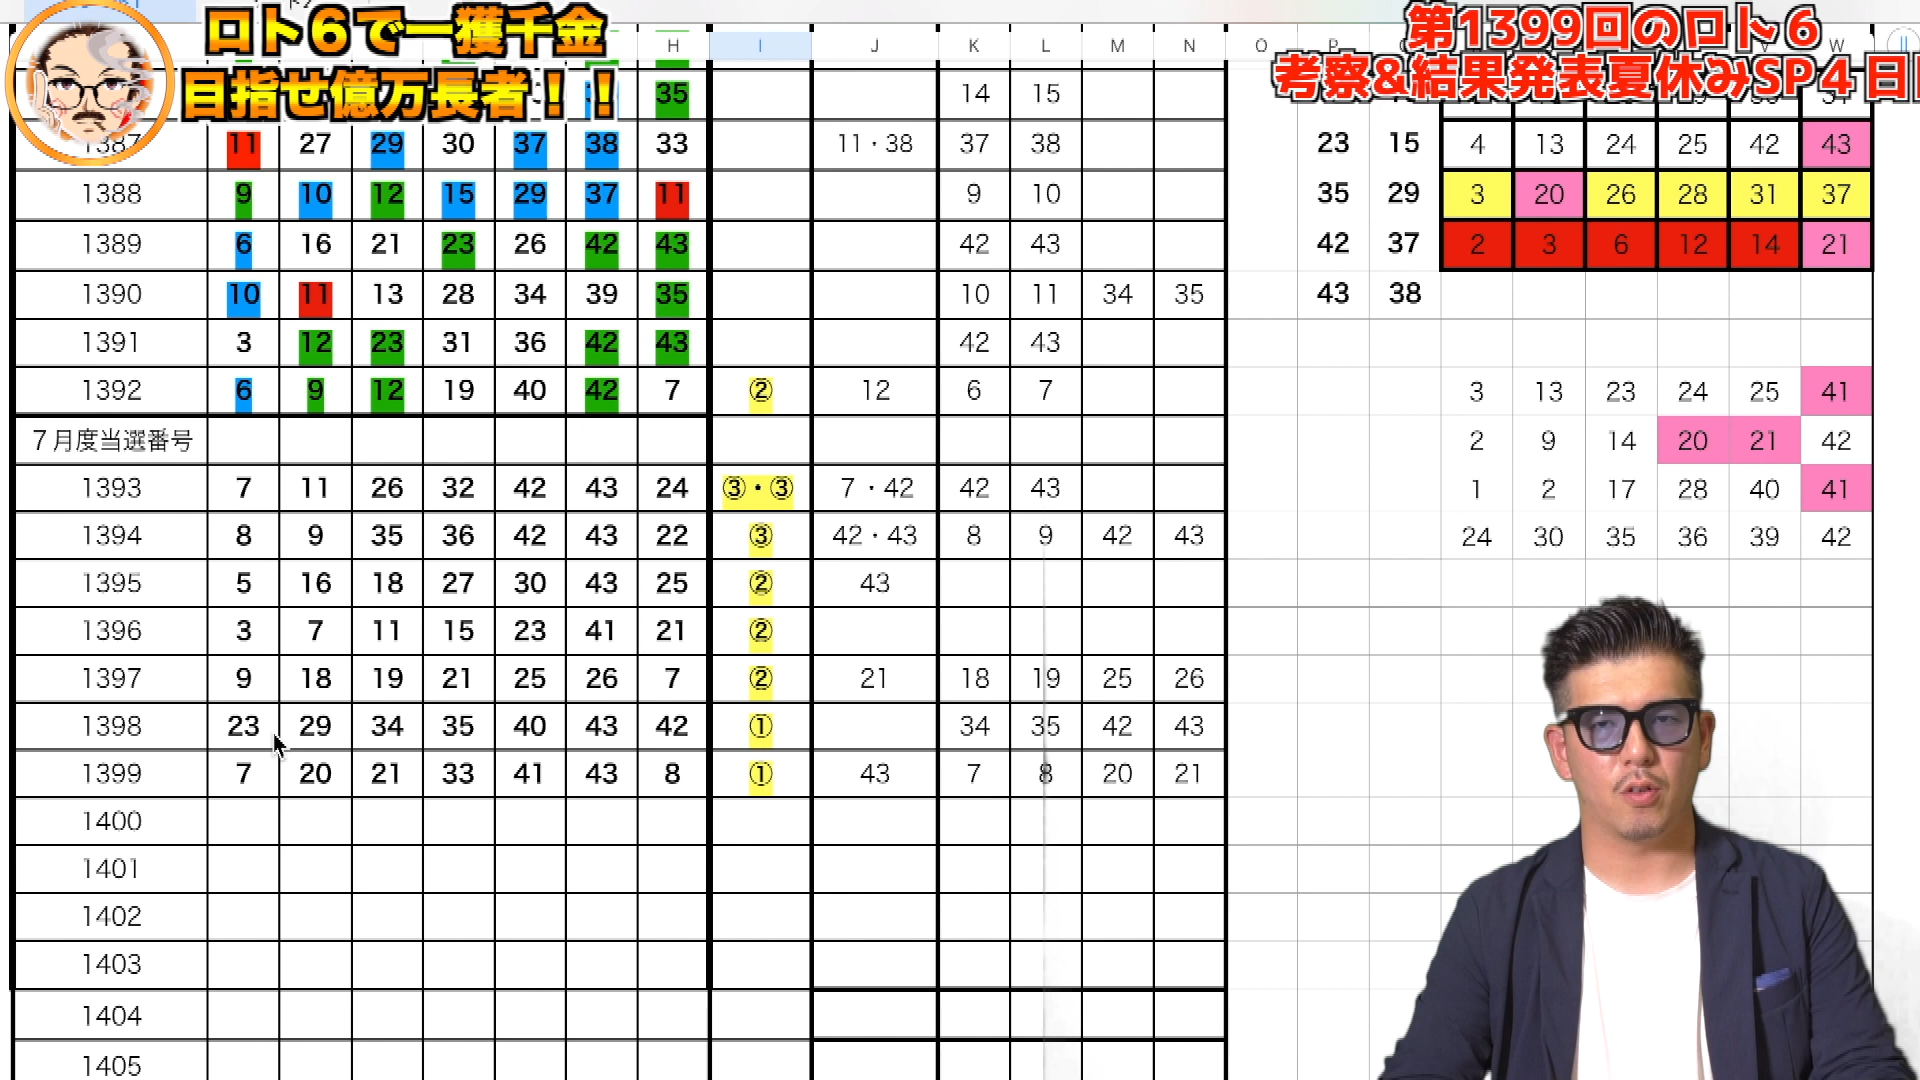 ロト６で一獲千金
目指せ億万長者！！
第1399回のロト６
考察&結果発表夏休みSP４日
H I J K L M N O P W
35 14 15
1387 11 27 29 30 37 38 33 11・38 37 38 23 15 4 13 24 25 42 43
1388 9 10 12 15 29 37 11 9 10 35 29 3 20 26 28 31 37
1389 6 16 21 23 26 42 43 42 43 42 37 2 3 6 12 14 21
1390 10 11 13 28 34 39 35 10 11 34 35 43 38
1391 3 12 23 31 36 42 43 42 43
1392 6 9 12 19 40 42 7 ② 12 6 7 3 13 23 24 25 41
７月度当選番号 2 9 14 20 21 42
1393 7 11 26 32 42 43 24 ③・③ 7・42 42 43 1 2 17 28 40 41
1394 8 9 35 36 42 43 22 ③ 42・43 8 9 42 43 24 30 35 36 39 42
1395 5 16 18 27 30 43 25 ② 43
1396 3 7 11 15 23 41 21 ②
1397 9 18 19 21 25 26 7 ② 21 18 19 25 26
1398 23 29 34 35 40 43 42 ① 34 35 42 43
1399 7 20 21 33 41 43 8 ① 43 7 8 20 21
1400
1401
1402
1403
1404
1405